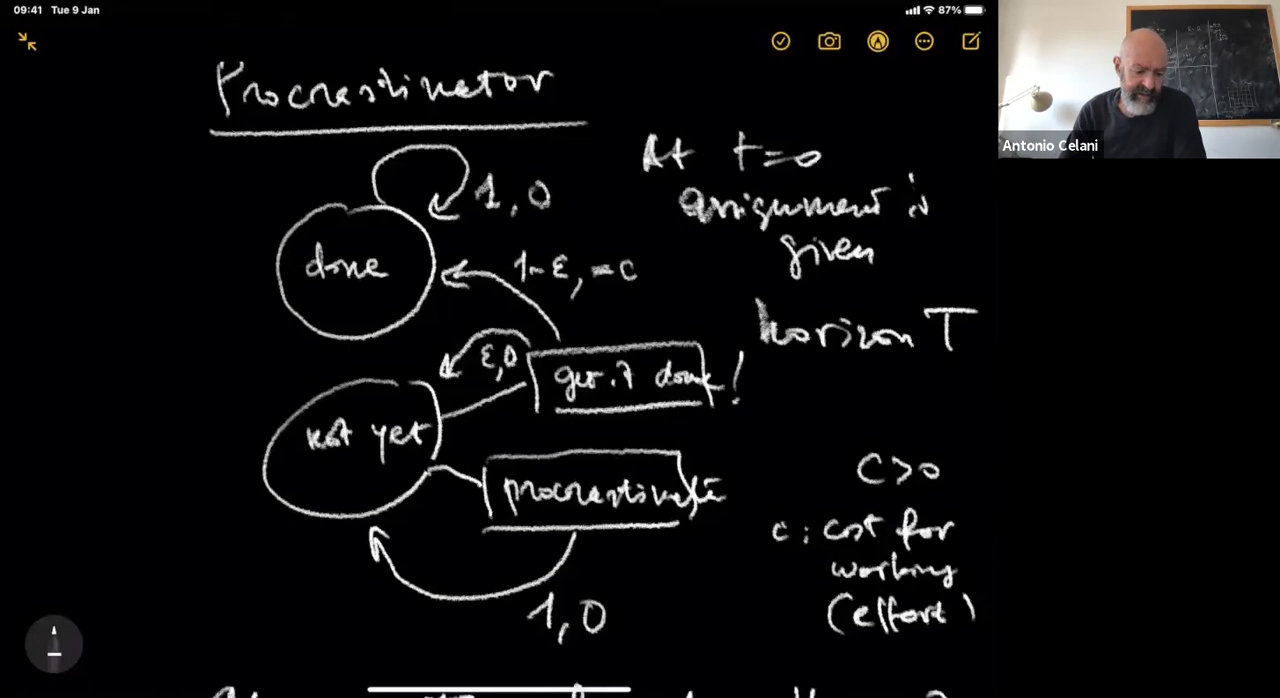 09:41 Tue 9 Jan
87%
Antonio Celani
Procrastinator
At t=0
assignment is
given
1, 0
done
1-ε, -c
horizon T
ε,0
get it done!
not yet
procrastinate
c>0
c: cost for
working
(effort)
1, 0